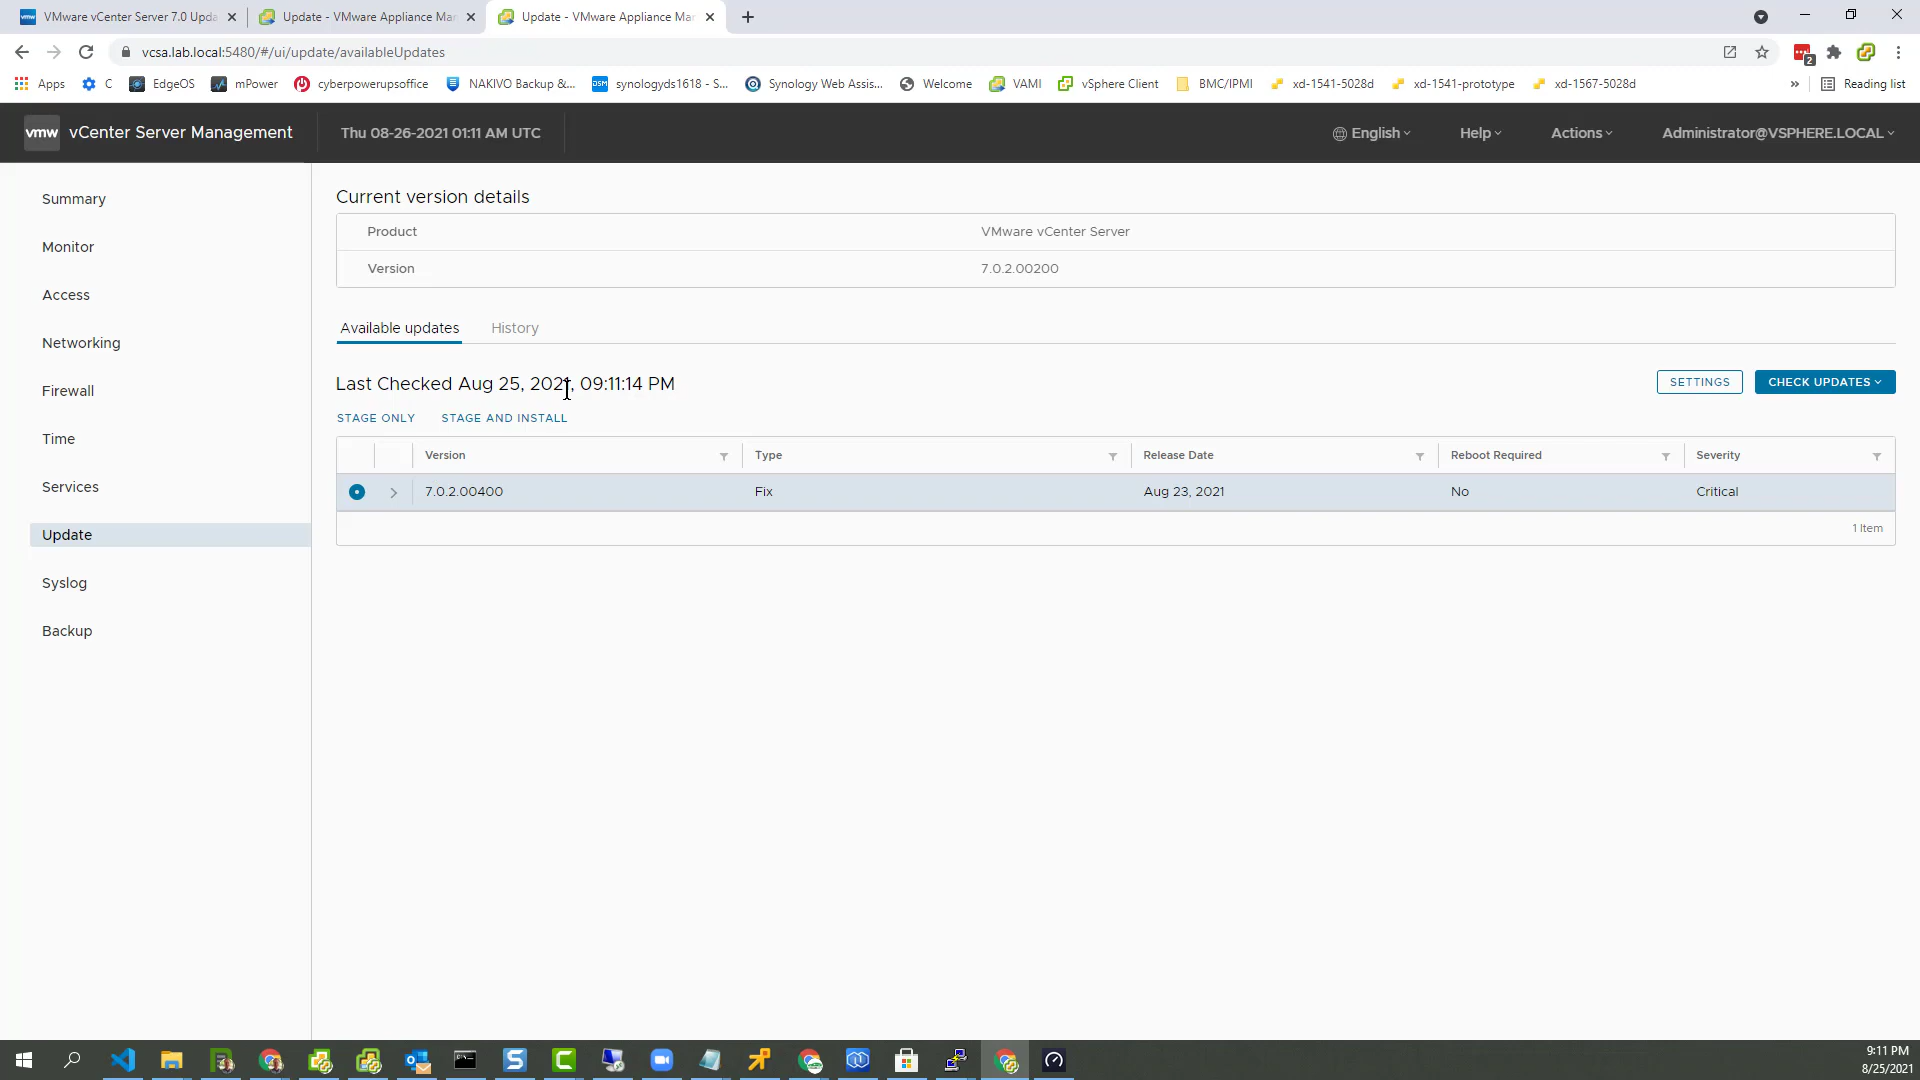 VMware vCenter Server 7.0 Upda
Update - VMware Appliance Mar
Update - VMware Appliance Mar
vcsa.lab.local:5480/#/ui/update/availableUpdates
2
Apps
C
EdgeOS
mPower
cyberpowerupsoffice
NAKIVO Backup &...
DSM
synologyds1618 - S...
Synology Web Assis...
Welcome
VAMI
vSphere Client
BMC/IPMI
xd-1541-5028d
xd-1541-prototype
xd-1567-5028d
»
Reading list
vmw vCenter Server Management
Thu 08-26-2021 01:11 AM UTC
English
Help
Actions
Administrator@VSPHERE.LOCAL
Summary
Monitor
Access
Networking
Firewall
Time
Services
Update
Syslog
Backup
Current version details
Product VMware vCenter Server
Version 7.0.2.00200
Available updates History
Last Checked Aug 25, 2021, 09:11:14 PM
SETTINGS
CHECK UPDATES
STAGE ONLY STAGE AND INSTALL
Version Type Release Date Reboot Required Severity
7.0.2.00400 Fix Aug 23, 2021 No Critical
1 Item
9:11 PM
8/25/2021